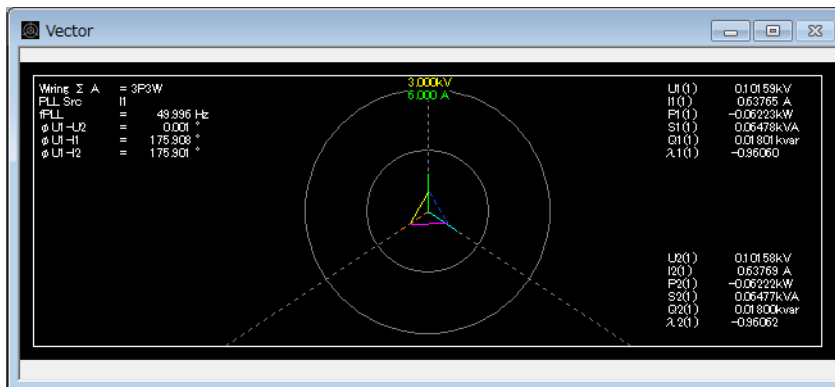 Vector
Wiring Σ A = 3P3W
PLL Src I1
fPLL = 49.996 Hz
φU1-U2 = 0.001 °
φU1-I1 = 175.908 °
φU1-I2 = 175.901 °
3.000kV
6.000 A
U1(1) 0.10159kV
I1(1) 0.63765 A
P1(1) -0.06223kW
S1(1) 0.06478kVA
Q1(1) 0.01801kvar
λ1(1) -0.96060
U2(1) 0.10158kV
I2(1) 0.63769 A
P2(1) -0.06222kW
S2(1) 0.06477kVA
Q2(1) 0.01800kvar
λ2(1) -0.96062